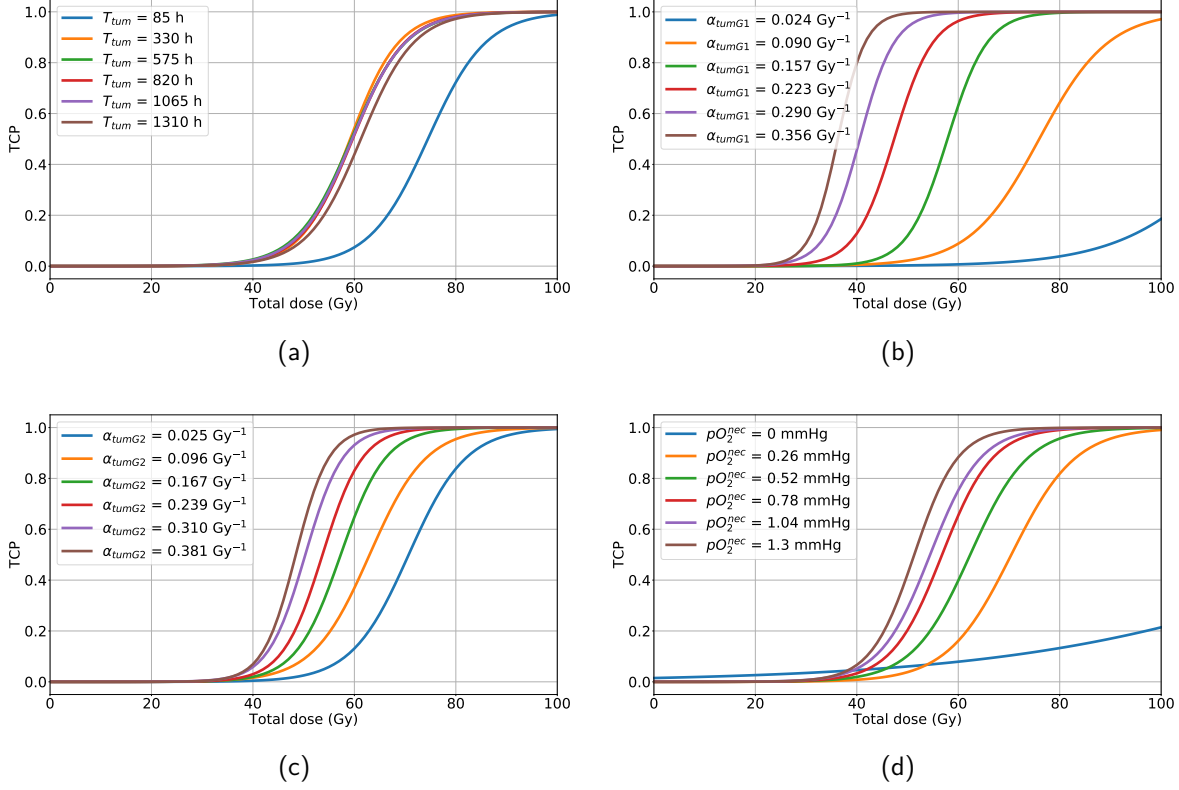 1.0
0.8
0.6
0.4
0.2
0.0
TCP
T_tum = 85 h
T_tum = 330 h
T_tum = 575 h
T_tum = 820 h
T_tum = 1065 h
T_tum = 1310 h
0 20 40 60 80 100
Total dose (Gy)
(a)
1.0
0.8
0.6
0.4
0.2
0.0
TCP
α_tumG1 = 0.024 Gy⁻¹
α_tumG1 = 0.090 Gy⁻¹
α_tumG1 = 0.157 Gy⁻¹
α_tumG1 = 0.223 Gy⁻¹
α_tumG1 = 0.290 Gy⁻¹
α_tumG1 = 0.356 Gy⁻¹
0 20 40 60 80 100
Total dose (Gy)
(b)
1.0
0.8
0.6
0.4
0.2
0.0
TCP
α_tumG2 = 0.025 Gy⁻¹
α_tumG2 = 0.096 Gy⁻¹
α_tumG2 = 0.167 Gy⁻¹
α_tumG2 = 0.239 Gy⁻¹
α_tumG2 = 0.310 Gy⁻¹
α_tumG2 = 0.381 Gy⁻¹
0 20 40 60 80 100
Total dose (Gy)
(c)
1.0
0.8
0.6
0.4
0.2
0.0
TCP
pO₂^nec = 0 mmHg
pO₂^nec = 0.26 mmHg
pO₂^nec = 0.52 mmHg
pO₂^nec = 0.78 mmHg
pO₂^nec = 1.04 mmHg
pO₂^nec = 1.3 mmHg
0 20 40 60 80 100
Total dose (Gy)
(d)